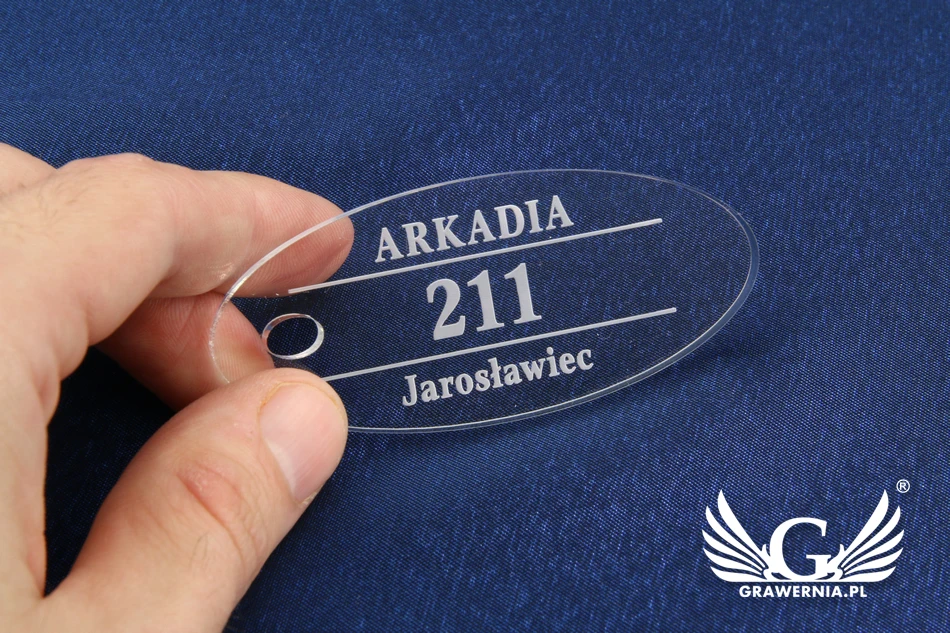 ARKADIA
211
Jarosławiec
®
G
GRAWERNIA.PL